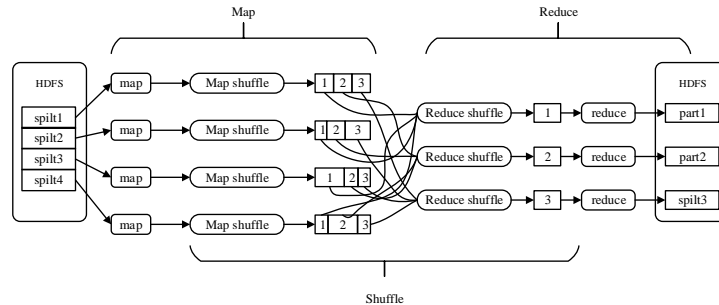 Map
Reduce
HDFS
spilt1
spilt2
spilt3
spilt4
map
Map shuffle
1 2 3
map
Map shuffle
1 2 3
map
Map shuffle
1 2 3
map
Map shuffle
1 2 3
Reduce shuffle
1
reduce
Reduce shuffle
2
reduce
Reduce shuffle
3
reduce
HDFS
part1
part2
spilt3
Shuffle